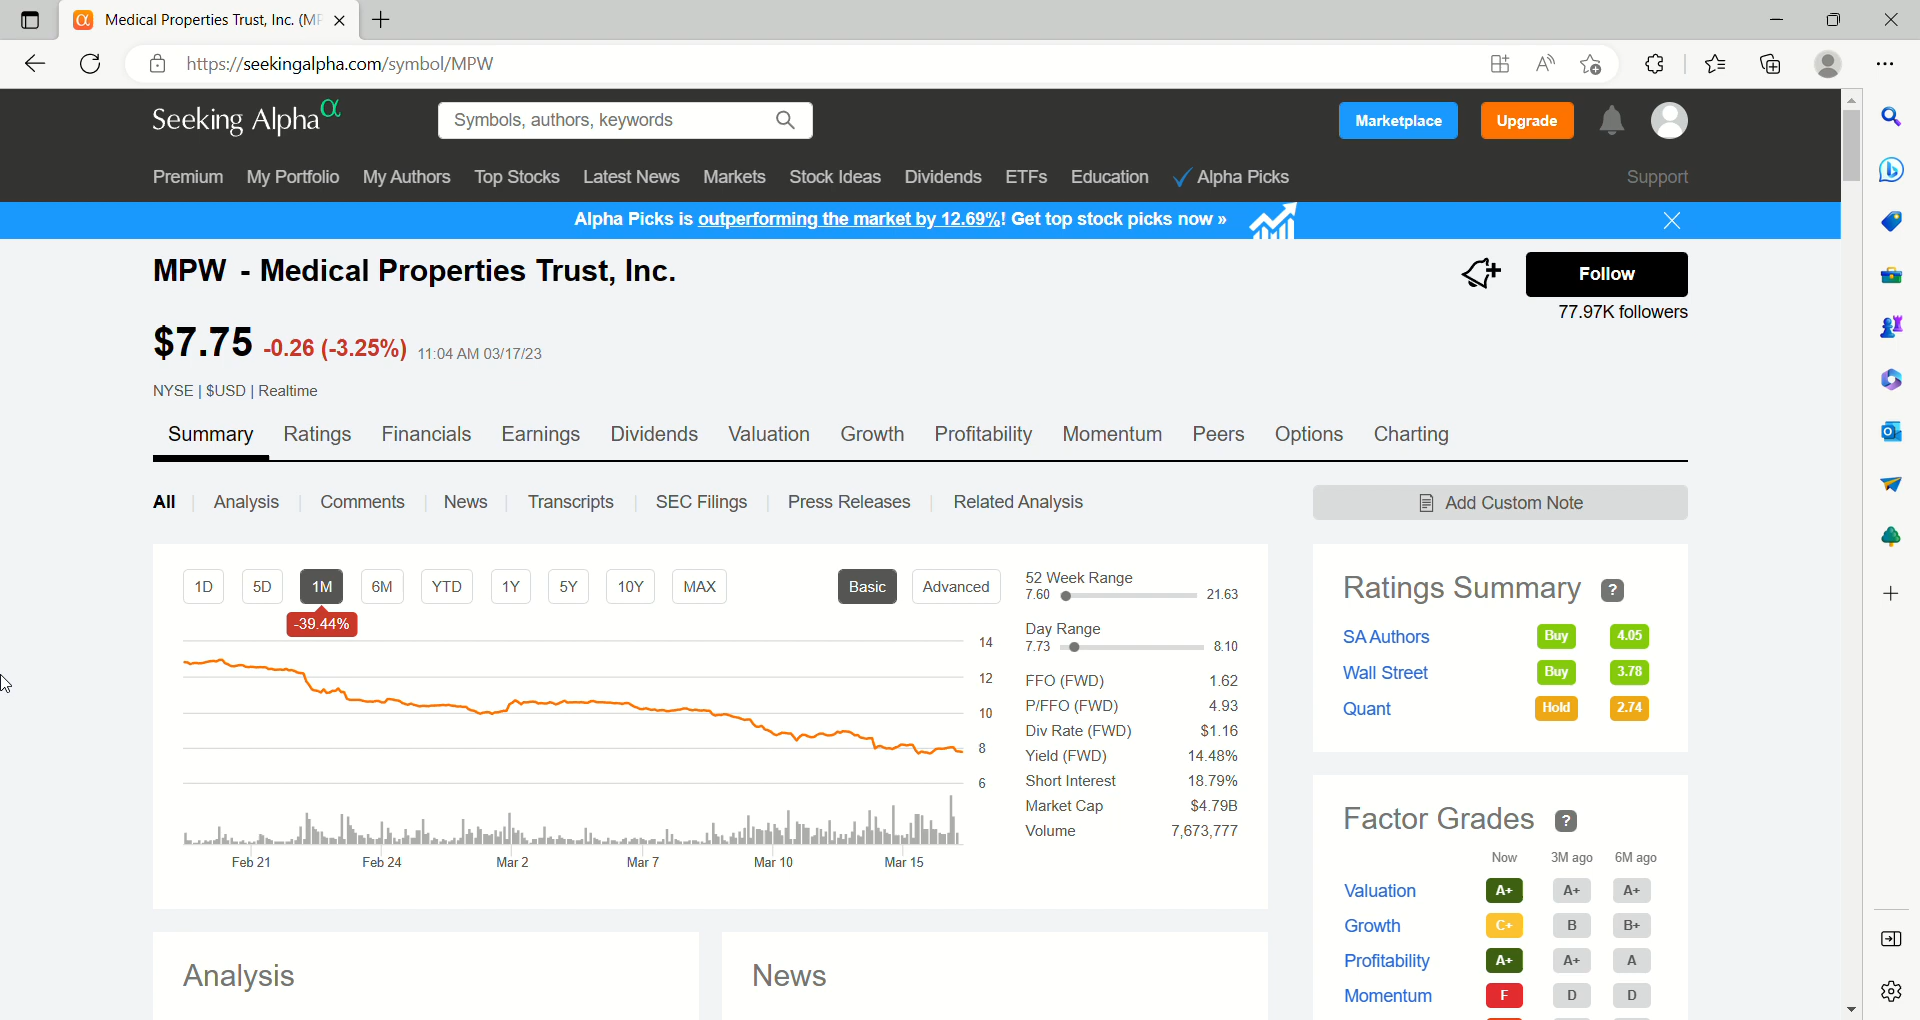 Medical Properties Trust, Inc. (MP
https://seekingalpha.com/symbol/MPW
Seeking Alpha α
Symbols, authors, keywords
Marketplace
Upgrade
Premium My Portfolio My Authors Top Stocks Latest News Markets Stock Ideas Dividends ETFs Education Alpha Picks Support
Alpha Picks is outperforming the market by 12.69%! Get top stock picks now »
MPW - Medical Properties Trust, Inc.
Follow
77.97K followers
$7.75 -0.26 (-3.25%) 11:04 AM 03/17/23
NYSE | $USD | Realtime
Summary Ratings Financials Earnings Dividends Valuation Growth Profitability Momentum Peers Options Charting
All Analysis Comments News Transcripts SEC Filings Press Releases Related Analysis
Add Custom Note
1D 5D 1M 6M YTD 1Y 5Y 10Y MAX
Basic Advanced
-39.44%
14
12
10
8
6
Feb 21 Feb 24 Mar 2 Mar 7 Mar 10 Mar 15
52 Week Range
7.60 21.63
Day Range
7.73 8.10
FFO (FWD) 1.62
P/FFO (FWD) 4.93
Div Rate (FWD) $1.16
Yield (FWD) 14.48%
Short Interest 18.79%
Market Cap $4.79B
Volume 7,673,777
Ratings Summary ?
SA Authors Buy 4.05
Wall Street Buy 3.78
Quant Hold 2.74
Factor Grades ?
Now 3M ago 6M ago
Valuation A+ A+ A+
Growth C+ B B+
Profitability A+ A+ A
Momentum F D D
Analysis
News